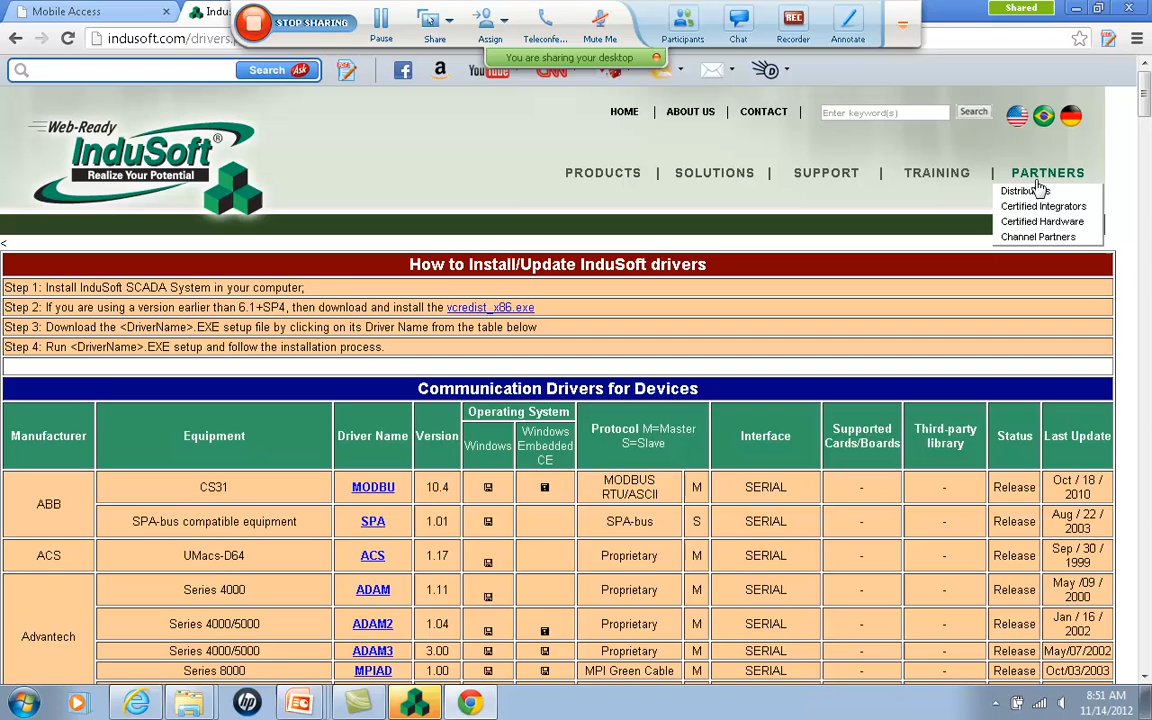 Mobile Access
Indu
STOP SHARING
Pause
Share
Assign
Teleconfe...
Mute Me
Participants
Chat
Recorder
Annotate
REC
Shared
You are sharing your desktop
indusoft.com/drivers.
Search Ask
YouTube
CNN
HOME | ABOUT US | CONTACT |
Enter keyword(s)
Search
Web-Ready
InduSoft®
Realize Your Potential
PRODUCTS | SOLUTIONS | SUPPORT | TRAINING | PARTNERS
Certified Integrators
Certified Hardware
Channel Partners
<
How to Install/Update InduSoft drivers
Step 1: Install InduSoft SCADA System in your computer;
Step 2: If you are using a version earlier than 6.1+SP4, then download and install the vcredist_x86.exe
Step 3: Download the <DriverName>.EXE setup file by clicking on its Driver Name from the table below
Step 4: Run <DriverName>.EXE setup and follow the installation process.
Communication Drivers for Devices
Manufacturer
Equipment
Driver Name
Version
Operating System
Windows
Windows
Embedded
CE
Protocol M=Master
S=Slave
Interface
Supported
Cards/Boards
Third-party
library
Status
Last Update
ABB
CS31 MODBU 10.4 MODBUS
RTU/ASCII M SERIAL - - Release Oct / 18 /
2010
SPA-bus compatible equipment SPA 1.01 SPA-bus S SERIAL - - Release Aug / 22 /
2003
ACS UMacs-D64 ACS 1.17 Proprietary M SERIAL - - Release Sep / 30 /
1999
Advantech
Series 4000 ADAM 1.11 Proprietary M SERIAL - - Release May /09 /
2000
Series 4000/5000 ADAM2 1.04 Proprietary M SERIAL - - Release Jan / 16 /
2002
Series 4000/5000 ADAM3 3.00 Proprietary M SERIAL - - Release May/07/2002
Series 8000 MPIAD 1.00 MPI Green Cable M SERIAL - - Release Oct/03/2003
8:51 AM
11/14/2012